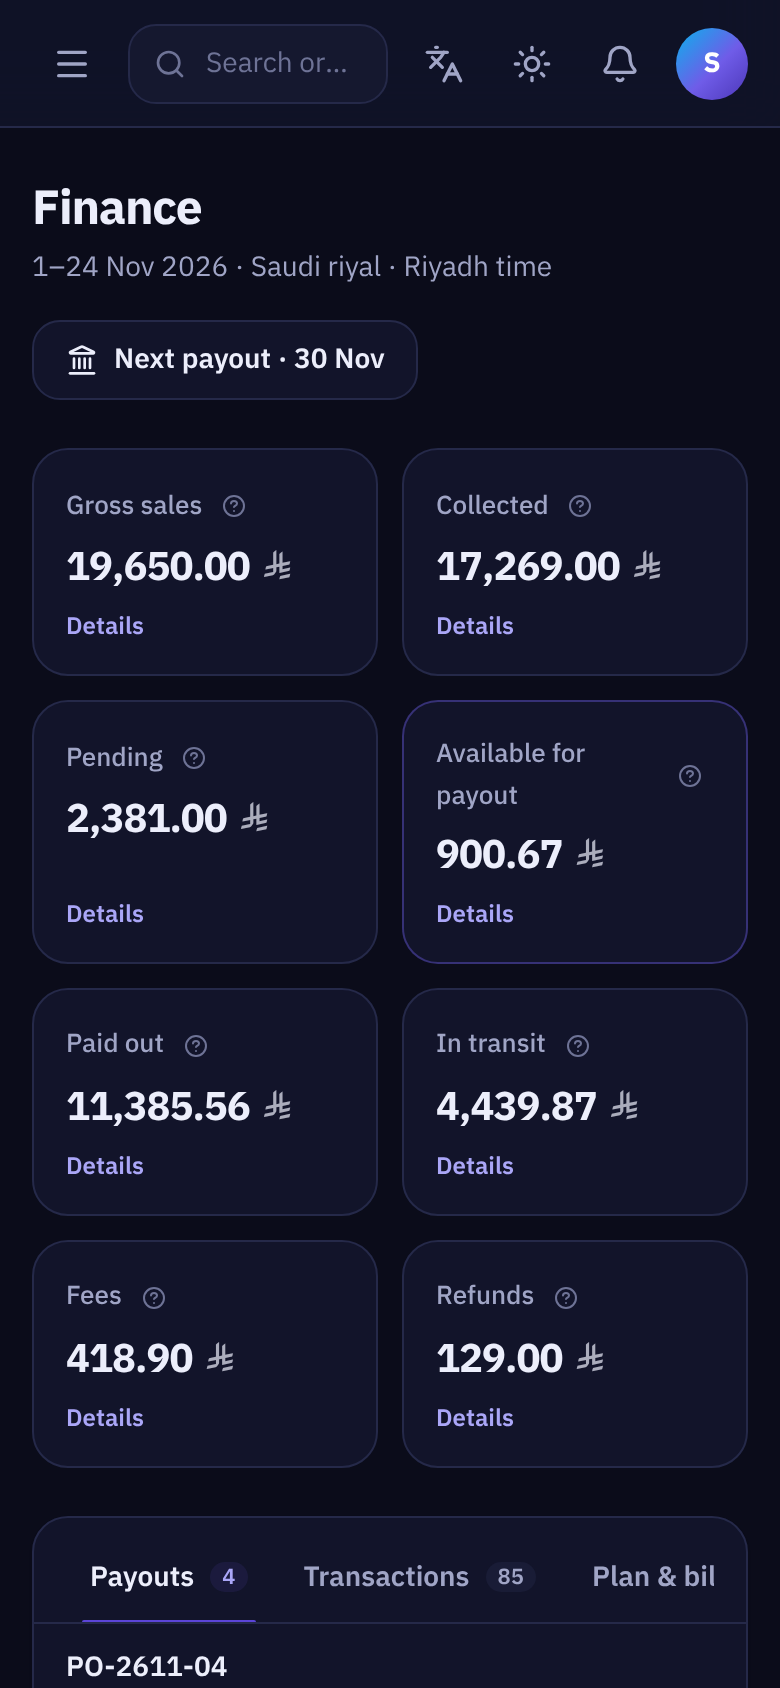 Search or...
S
Finance
1–24 Nov 2026 · Saudi riyal · Riyadh time
Next payout · 30 Nov
Gross sales
19,650.00
Details
Collected
17,269.00
Details
Pending
2,381.00
Details
Available for
payout
900.67
Details
Paid out
11,385.56
Details
In transit
4,439.87
Details
Fees
418.90
Details
Refunds
129.00
Details
Payouts 4 Transactions 85 Plan & bil
PO-2611-04